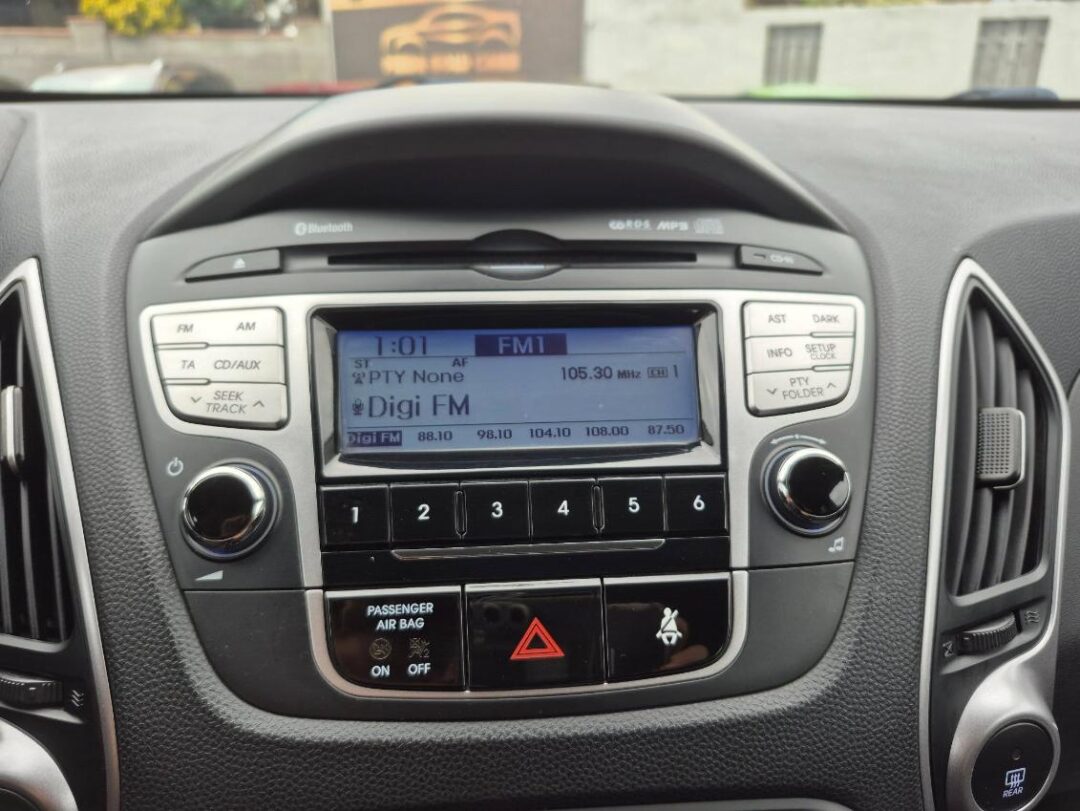 Bluetooth
RDS MP3
CD-IN
FM AM
TA CD/AUX
SEEK
TRACK
1:01 FM1
ST AF
PTY None 105.30 MHz CH 1
Digi FM
Digi FM 88.10 98.10 104.10 108.00 87.50
AST DARK
INFO SETUP
CLOCK
PTY
FOLDER
1 2 3 4 5 6
PASSENGER
AIR BAG
ON OFF
REAR